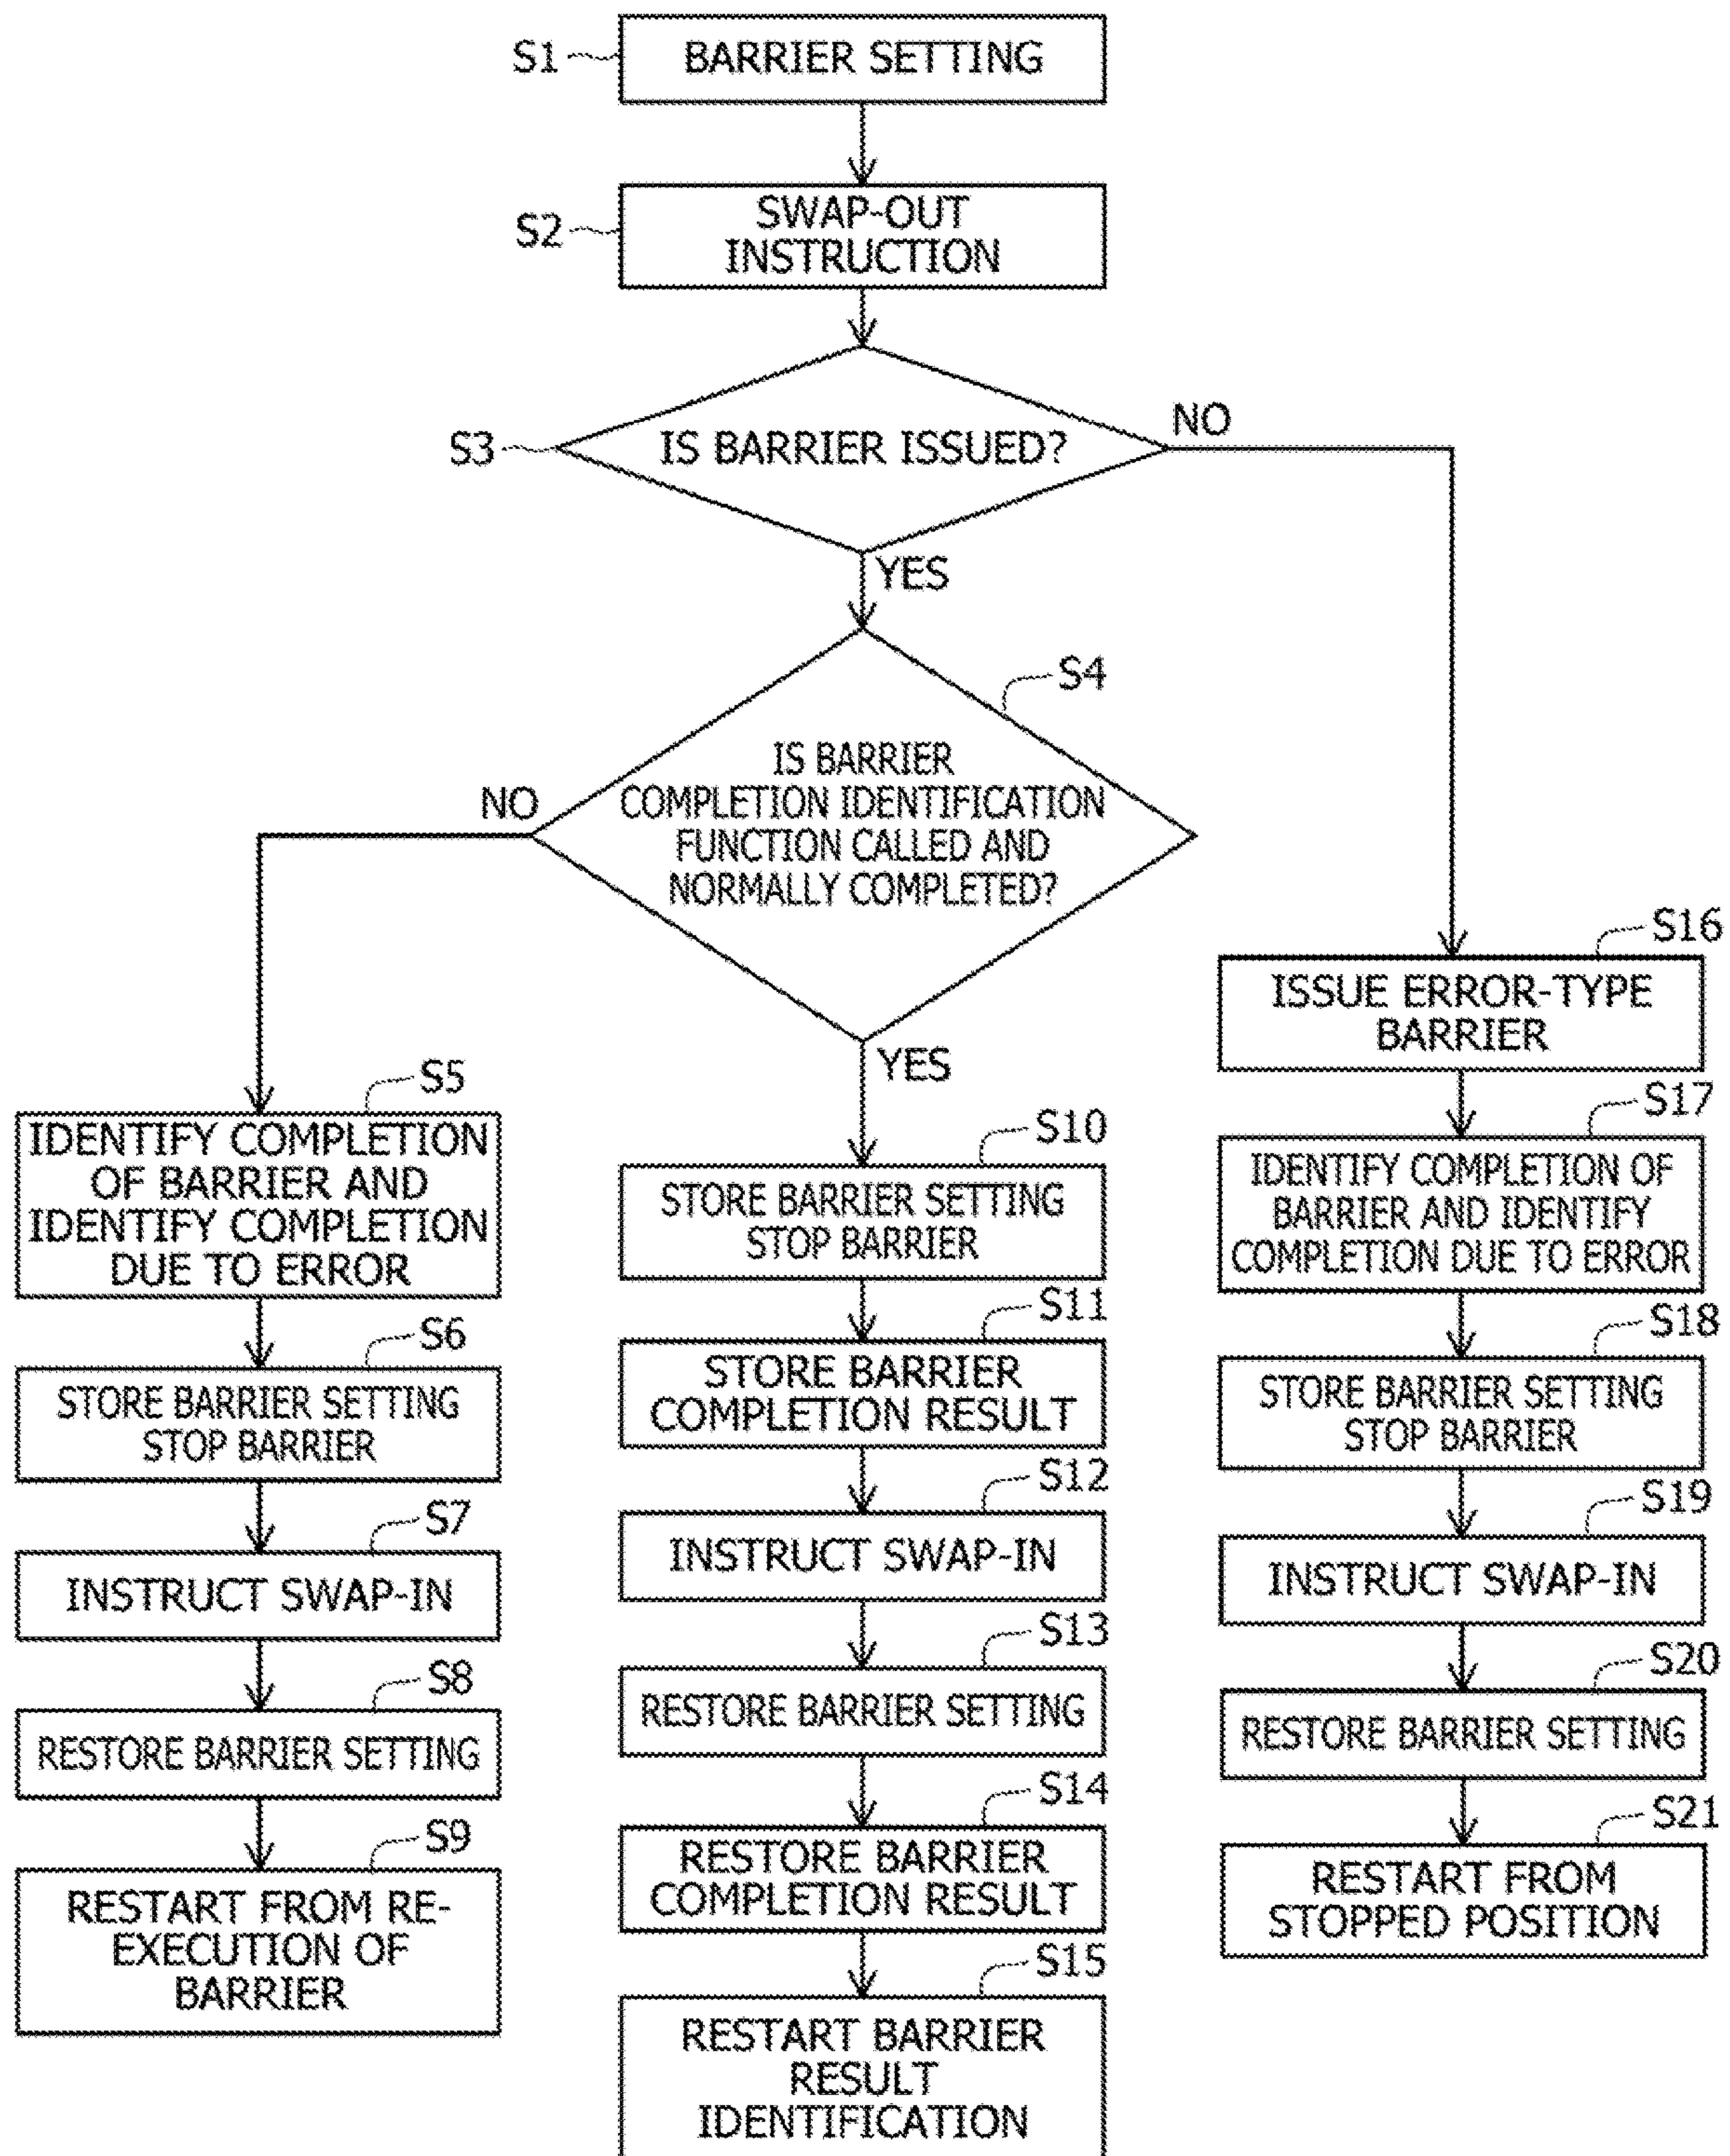 S1
BARRIER SETTING
S2
SWAP-OUT
INSTRUCTION
S3
IS BARRIER ISSUED?
NO
YES
S4
IS BARRIER
COMPLETION IDENTIFICATION
FUNCTION CALLED AND
NORMALLY COMPLETED?
NO
YES
S5
IDENTIFY COMPLETION
OF BARRIER AND
IDENTIFY COMPLETION
DUE TO ERROR
S6
STORE BARRIER SETTING
STOP BARRIER
S7
INSTRUCT SWAP-IN
S8
RESTORE BARRIER SETTING
S9
RESTART FROM RE-
EXECUTION OF
BARRIER
S10
STORE BARRIER SETTING
STOP BARRIER
S11
STORE BARRIER
COMPLETION RESULT
S12
INSTRUCT SWAP-IN
S13
RESTORE BARRIER SETTING
S14
RESTORE BARRIER
COMPLETION RESULT
S15
RESTART BARRIER
RESULT
IDENTIFICATION
S16
ISSUE ERROR-TYPE
BARRIER
S17
IDENTIFY COMPLETION OF
BARRIER AND IDENTIFY
COMPLETION DUE TO ERROR
S18
STORE BARRIER SETTING
STOP BARRIER
S19
INSTRUCT SWAP-IN
S20
RESTORE BARRIER SETTING
S21
RESTART FROM
STOPPED POSITION